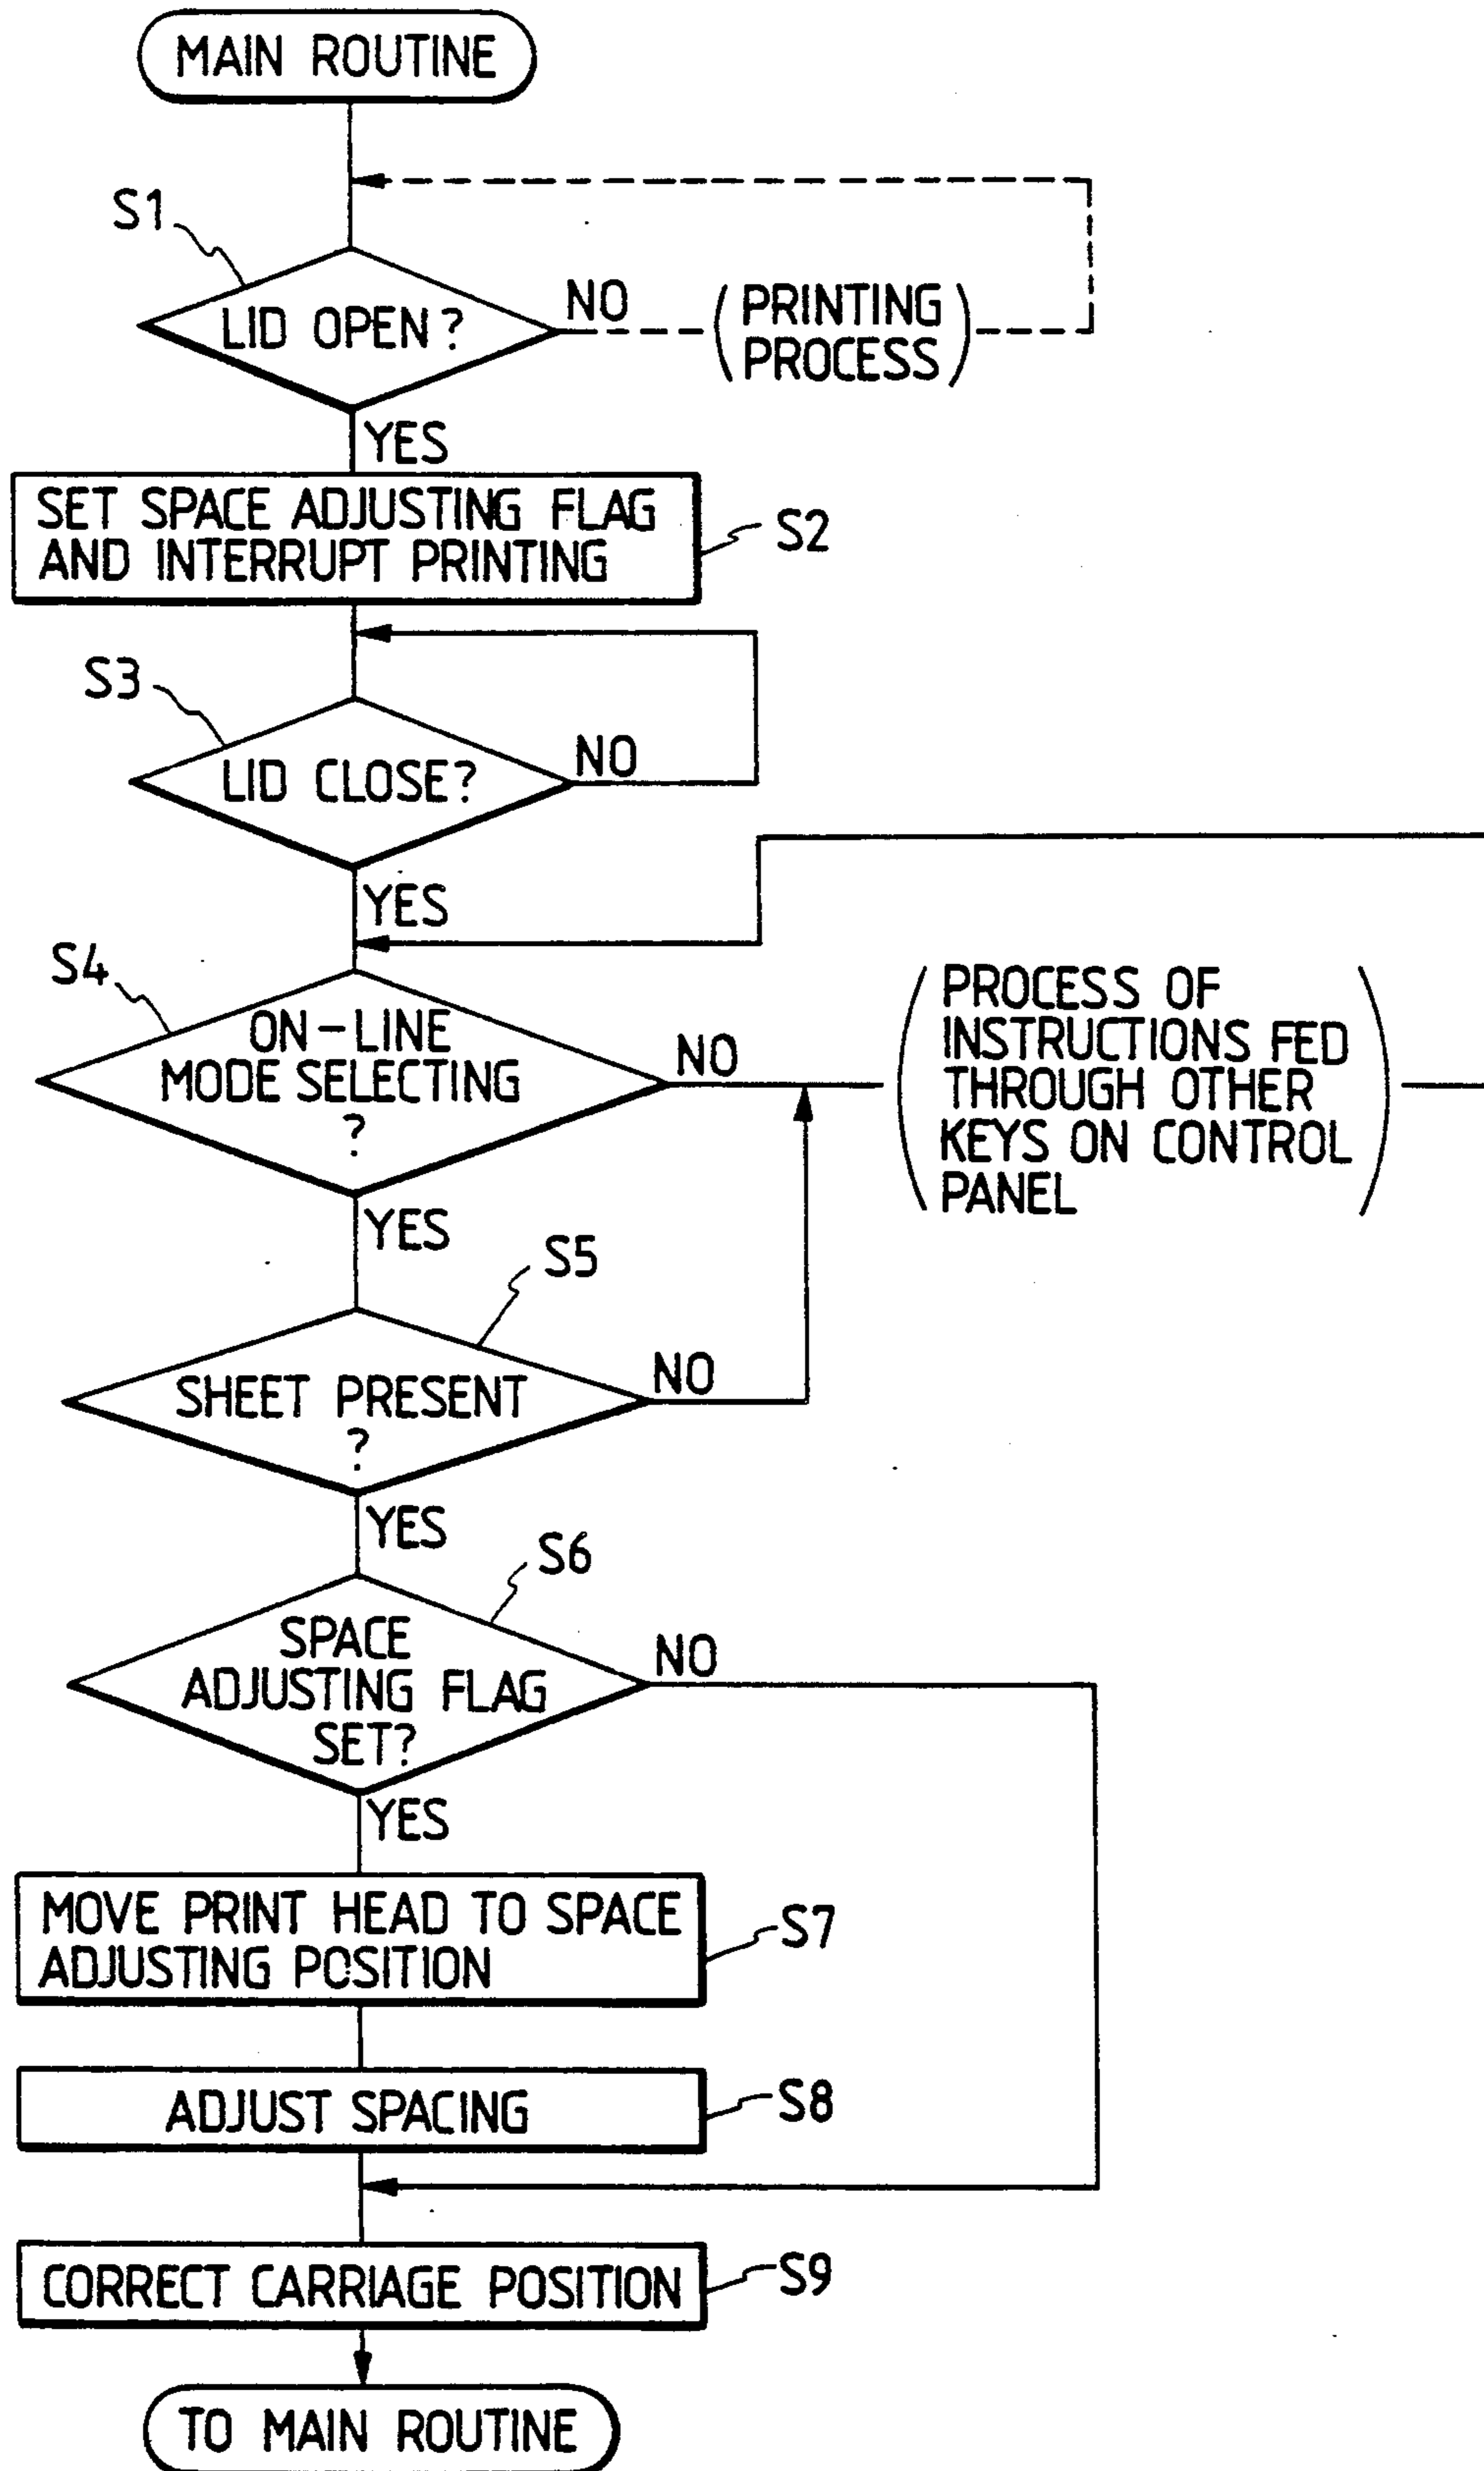 MAIN ROUTINE
S1
LID OPEN?
NO
(PRINTING
PROCESS)
YES
SET SPACE ADJUSTING FLAG
AND INTERRUPT PRINTING
S2
S3
LID CLOSE?
NO
YES
S4
ON-LINE
MODE SELECTING
?
NO
(PROCESS OF
INSTRUCTIONS FED
THROUGH OTHER
KEYS ON CONTROL
PANEL)
YES
S5
SHEET PRESENT
?
NO
YES
S6
SPACE
ADJUSTING FLAG
SET?
NO
YES
MOVE PRINT HEAD TO SPACE
ADJUSTING POSITION
S7
ADJUST SPACING
S8
CORRECT CARRIAGE POSITION
S9
TO MAIN ROUTINE